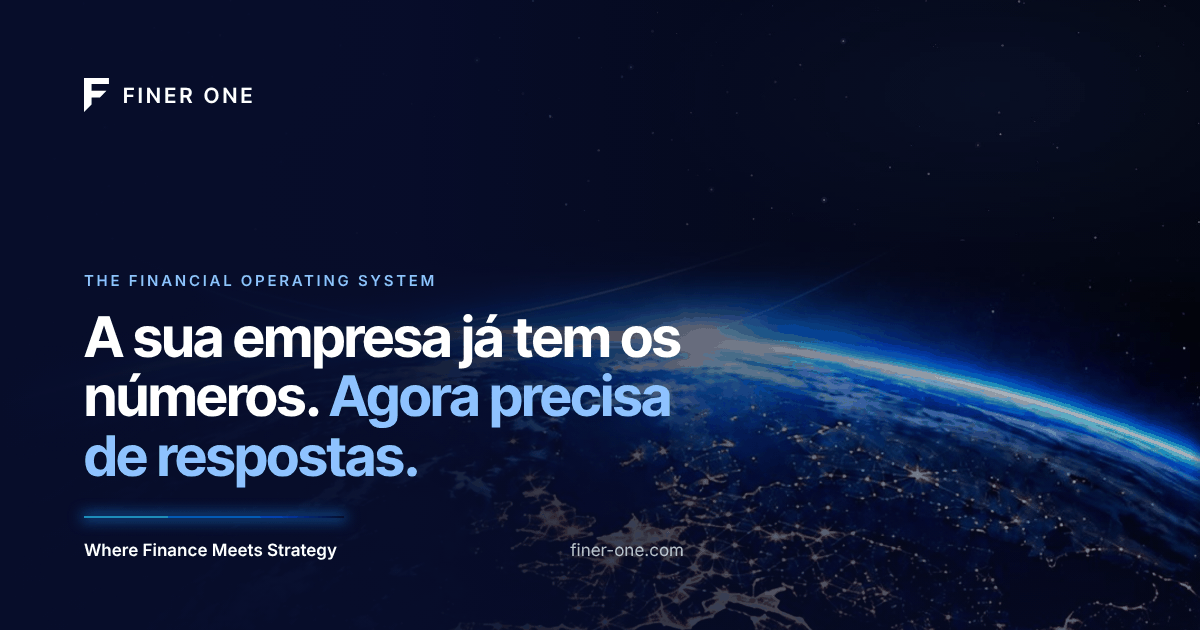 FINER ONE
THE FINANCIAL OPERATING SYSTEM
A sua empresa já tem os
números. Agora precisa
de respostas.
Where Finance Meets Strategy
finer-one.com